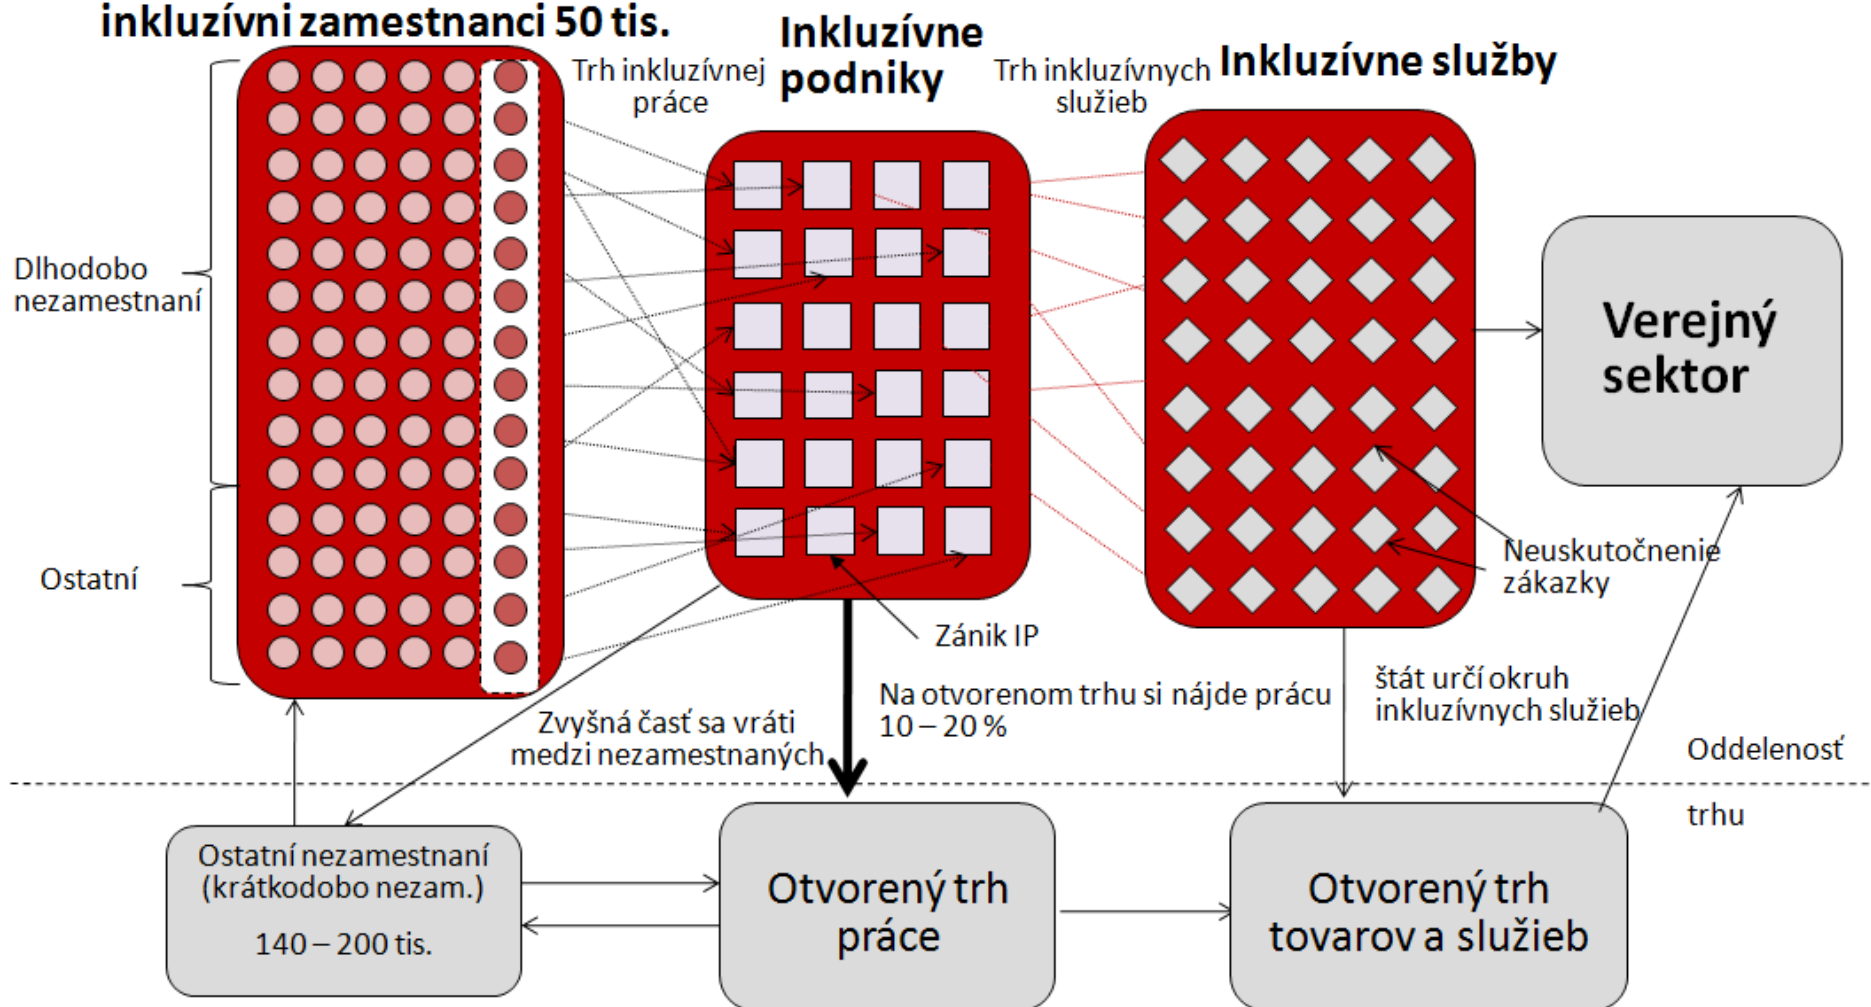 inkluzívni zamestnanci 50 tis.
Inkluzívne
podniky
Trh inkluzívnej
práce
Trh inkluzívnych
služieb
Inkluzívne služby
Dlhodobo
nezamestnaní
Ostatní
Verejný
sektor
Neuskutočnenie
zákazky
Zánik IP
Na otvorenom trhu si nájde prácu
10 – 20 %
štát určí okruh
inkluzívnych služieb
Zvyšná časť sa vráti
medzi nezamestnaných
Oddelenosť
trhu
Ostatní nezamestnaní
(krátkodobo nezam.)
140 – 200 tis.
Otvorený trh
práce
Otvorený trh
tovarov a služieb